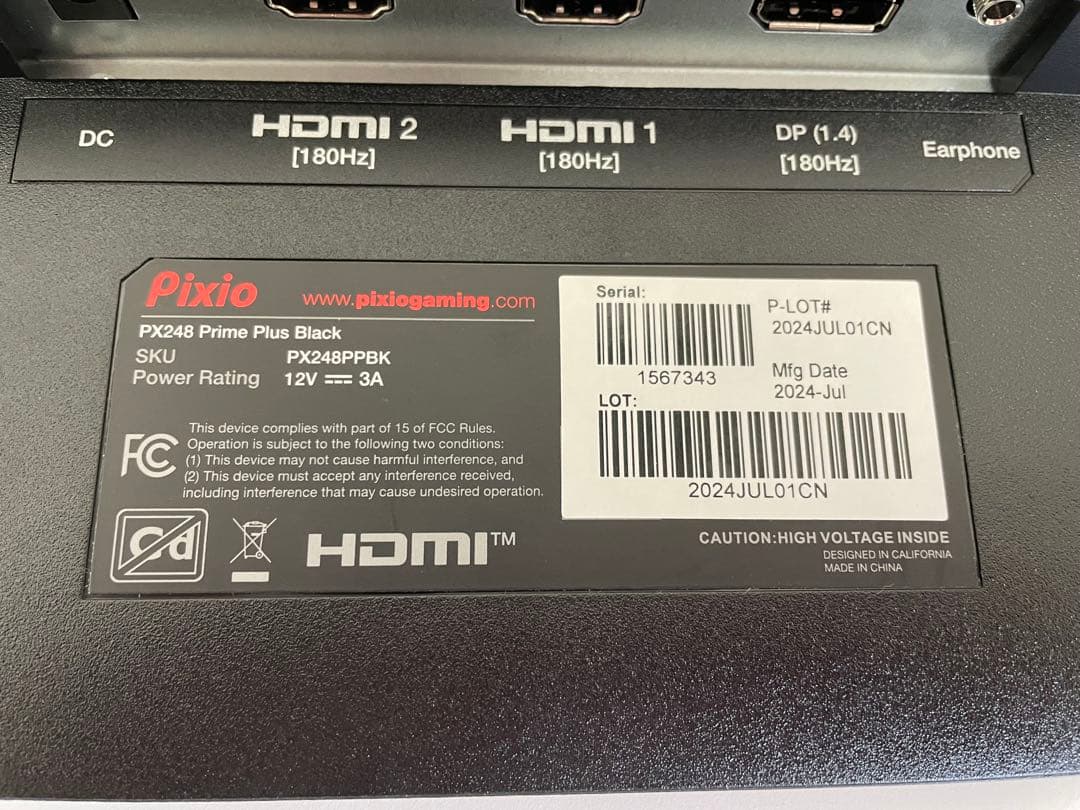 DC
HDMI 2
[180Hz]
HDMI 1
[180Hz]
DP (1.4)
[180Hz]
Earphone
Pixio
www.pixiogaming.com
PX248 Prime Plus Black
SKU PX248PPBK
Power Rating 12V ⎓ 3A
FC
This device complies with part of 15 of FCC Rules.
Operation is subject to the following two conditions:
(1) This device may not cause harmful interference, and
(2) This device must accept any interference received,
including interference that may cause undesired operation.
Cd
HDMI™
Serial:
1567343
P-LOT#
2024JUL01CN
Mfg Date
2024-Jul
LOT:
2024JUL01CN
CAUTION:HIGH VOLTAGE INSIDE
DESIGNED IN CALIFORNIA
MADE IN CHINA